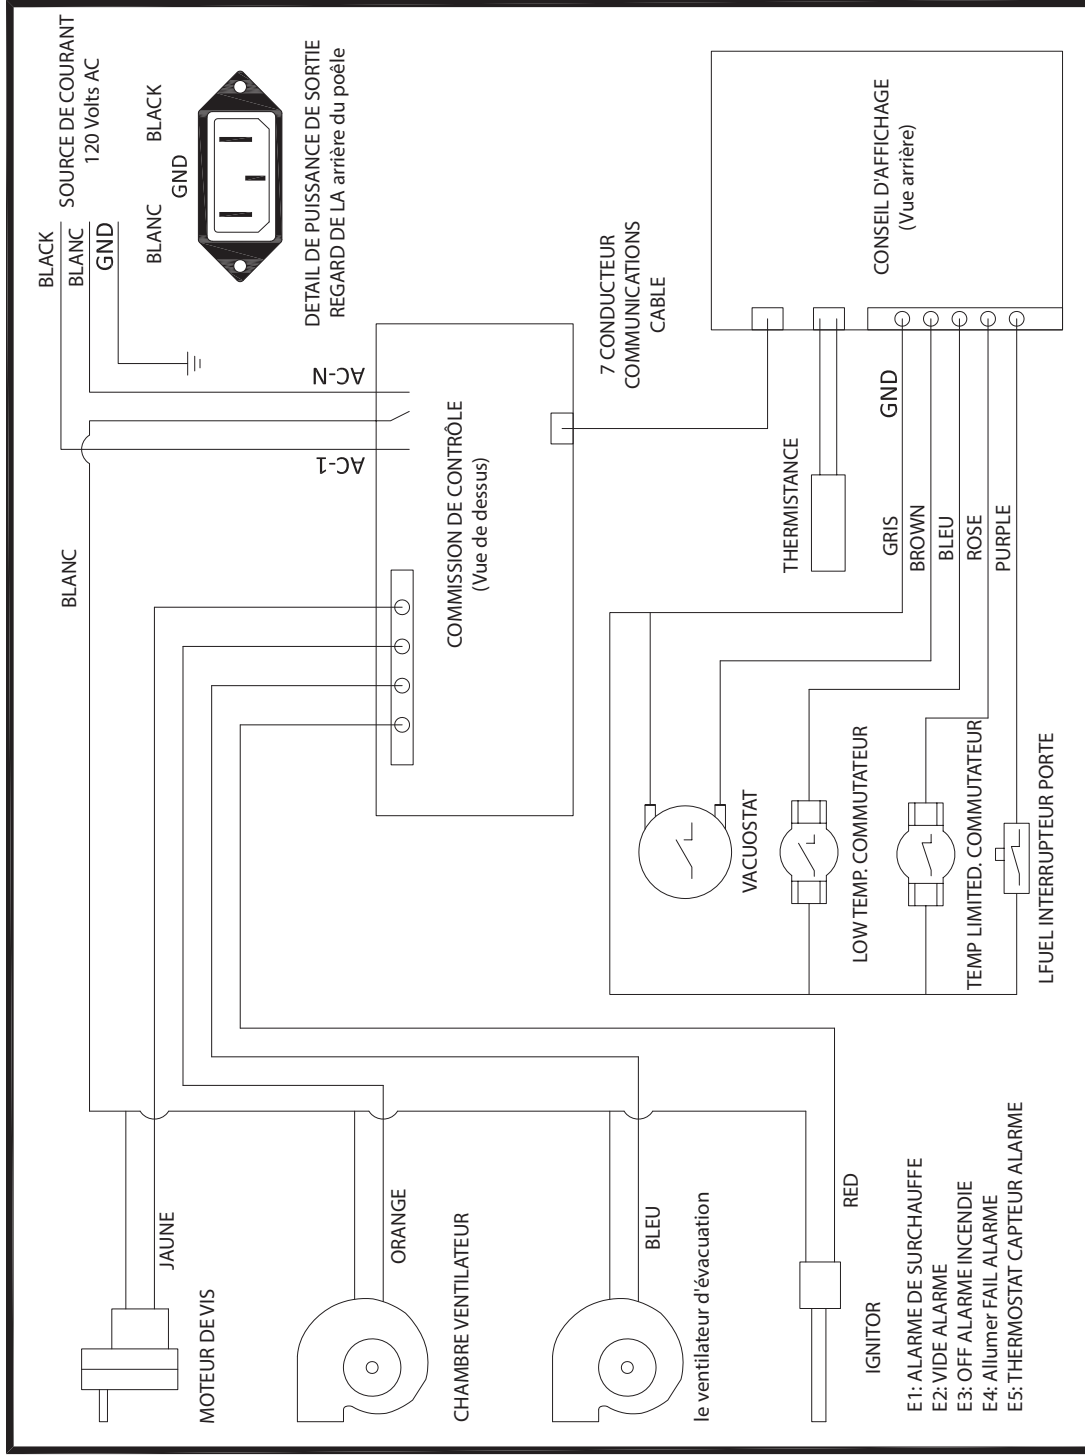 BLACK
BLANC
GND
SOURCE DE COURANT
120 Volts AC
BLANC
GND
BLACK
DETAIL DE PUISSANCE DE SORTIE
REGARD DE LA arrière du poêle
BLANC
AC-1
AC-N
COMMISSION DE CONTRÔLE
(Vue de dessus)
7 CONDUCTEUR
COMMUNICATIONS
CABLE
CONSEIL D'AFFICHAGE
(Vue arrière)
THERMISTANCE
GND
GRIS
BROWN
BLEU
ROSE
PURPLE
VACUOSTAT
LOW TEMP. COMMUTATEUR
TEMP LIMITED. COMMUTATEUR
LFUEL INTERRUPTEUR PORTE
JAUNE
MOTEUR DE VIS
ORANGE
CHAMBRE VENTILATEUR
BLEU
le ventilateur d'évacuation
RED
IGNITOR
E1: ALARME DE SURCHAUFFE
E2: VIDE ALARME
E3: OFF ALARME INCENDIE
E4: Allumer FAIL ALARME
E5: THERMOSTAT CAPTEUR ALARME